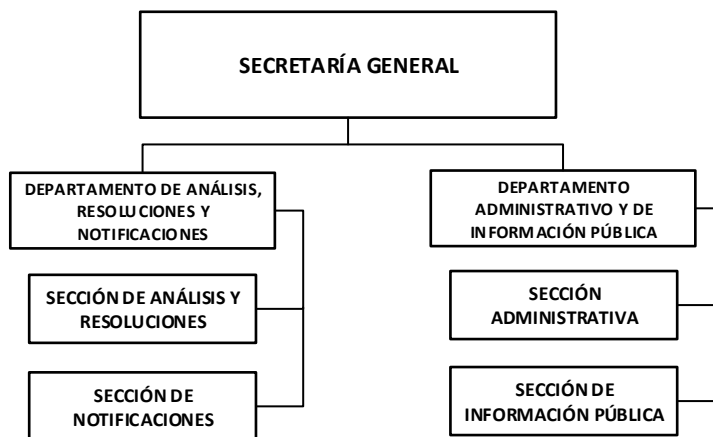 SECRETARÍA GENERAL
DEPARTAMENTO DE ANÁLISIS,
RESOLUCIONES Y
NOTIFICACIONES
SECCIÓN DE ANÁLISIS Y
RESOLUCIONES
SECCIÓN DE
NOTIFICACIONES
DEPARTAMENTO
ADMINISTRATIVO Y DE
INFORMACIÓN PÚBLICA
SECCIÓN
ADMINISTRATIVA
SECCIÓN DE
INFORMACIÓN PÚBLICA